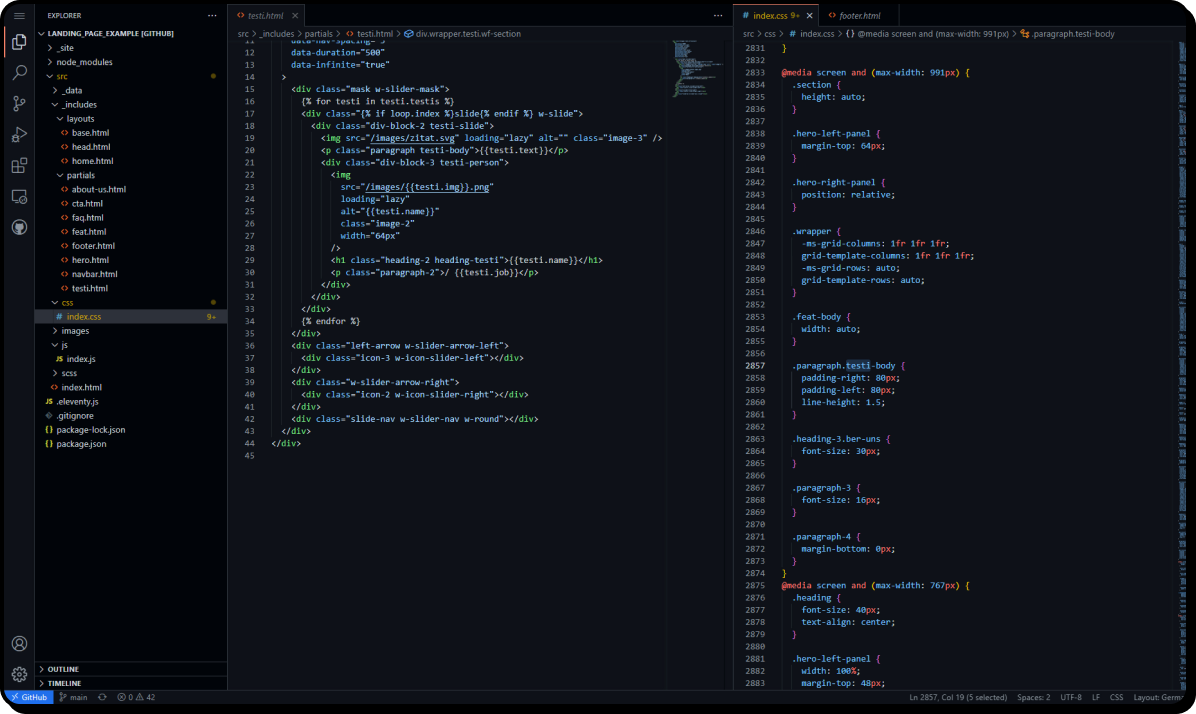 EXPLORER
LANDING_PAGE_EXAMPLE [GITHUB]
_site
node_modules
src
_data
_includes
layouts
base.html
head.html
home.html
partials
about-us.html
cta.html
faq.html
feat.html
footer.html
hero.html
navbar.html
testi.html
css
# index.css 9+
images
js
JS index.js
scss
index.html
JS .eleventy.js
.gitignore
{} package-lock.json
{} package.json
OUTLINE
TIMELINE
testi.html
src > _includes > partials > testi.html > div.wrapper.testi.wf-section
11 data-nav-spacing="3"
12 data-duration="500"
13 data-infinite="true"
14 >
15 <div class="mask w-slider-mask">
16 {% for testi in testi.testis %}
17 <div class="{% if loop.index %}slide{% endif %} w-slide">
18 <div class="div-block-2 testi-slide">
19 <img src="/images/zitat.svg" loading="lazy" alt="" class="image-3" />
20 <p class="paragraph testi-body">{{testi.text}}</p>
21 <div class="div-block-3 testi-person">
22 <img
23 src="/images/{{testi.img}}.png"
24 loading="lazy"
25 alt="{{testi.name}}"
26 class="image-2"
27 width="64px"
28 />
29 <h1 class="heading-2 heading-testi">{{testi.name}}</h1>
30 <p class="paragraph-2">/ {{testi.job}}</p>
31 </div>
32 </div>
33 </div>
34 {% endfor %}
35 </div>
36 <div class="left-arrow w-slider-arrow-left">
37 <div class="icon-3 w-icon-slider-left"></div>
38 </div>
39 <div class="w-slider-arrow-right">
40 <div class="icon-2 w-icon-slider-right"></div>
41 </div>
42 <div class="slide-nav w-slider-nav w-round"></div>
43 </div>
44 </div>
45
# index.css 9+
footer.html
src > css > # index.css > {} @media screen and (max-width: 991px) > .paragraph.testi-body
2831 }
2832
2833 @media screen and (max-width: 991px) {
2834 .section {
2835 height: auto;
2836 }
2837
2838 .hero-left-panel {
2839 margin-top: 64px;
2840 }
2841
2842 .hero-right-panel {
2843 position: relative;
2844 }
2845
2846 .wrapper {
2847 -ms-grid-columns: 1fr 1fr 1fr;
2848 grid-template-columns: 1fr 1fr 1fr;
2849 -ms-grid-rows: auto;
2850 grid-template-rows: auto;
2851 }
2852
2853 .feat-body {
2854 width: auto;
2855 }
2856
2857 .paragraph.testi-body {
2858 padding-right: 80px;
2859 padding-left: 80px;
2860 line-height: 1.5;
2861 }
2862
2863 .heading-3.ber-uns {
2864 font-size: 30px;
2865 }
2866
2867 .paragraph-3 {
2868 font-size: 16px;
2869 }
2870
2871 .paragraph-4 {
2872 margin-bottom: 0px;
2873 }
2874 }
2875 @media screen and (max-width: 767px) {
2876 .heading {
2877 font-size: 40px;
2878 text-align: center;
2879 }
2880
2881 .hero-left-panel {
2882 width: 100%;
2883 margin-top: 48px;
GitHub main 0 42 Ln 2857, Col 19 (5 selected) Spaces: 2 UTF-8 LF CSS Layout: Germ